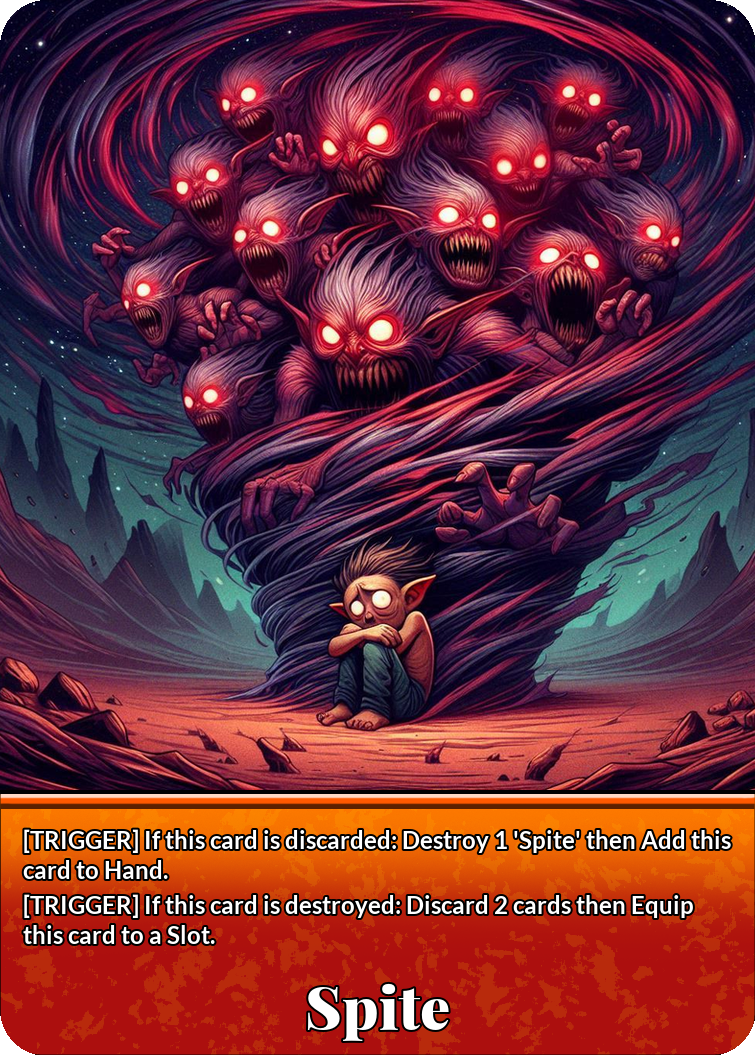 [TRIGGER] If this card is discarded: Destroy 1 'Spite' then Add this
card to Hand.
[TRIGGER] If this card is destroyed: Discard 2 cards then Equip
this card to a Slot.
Spite